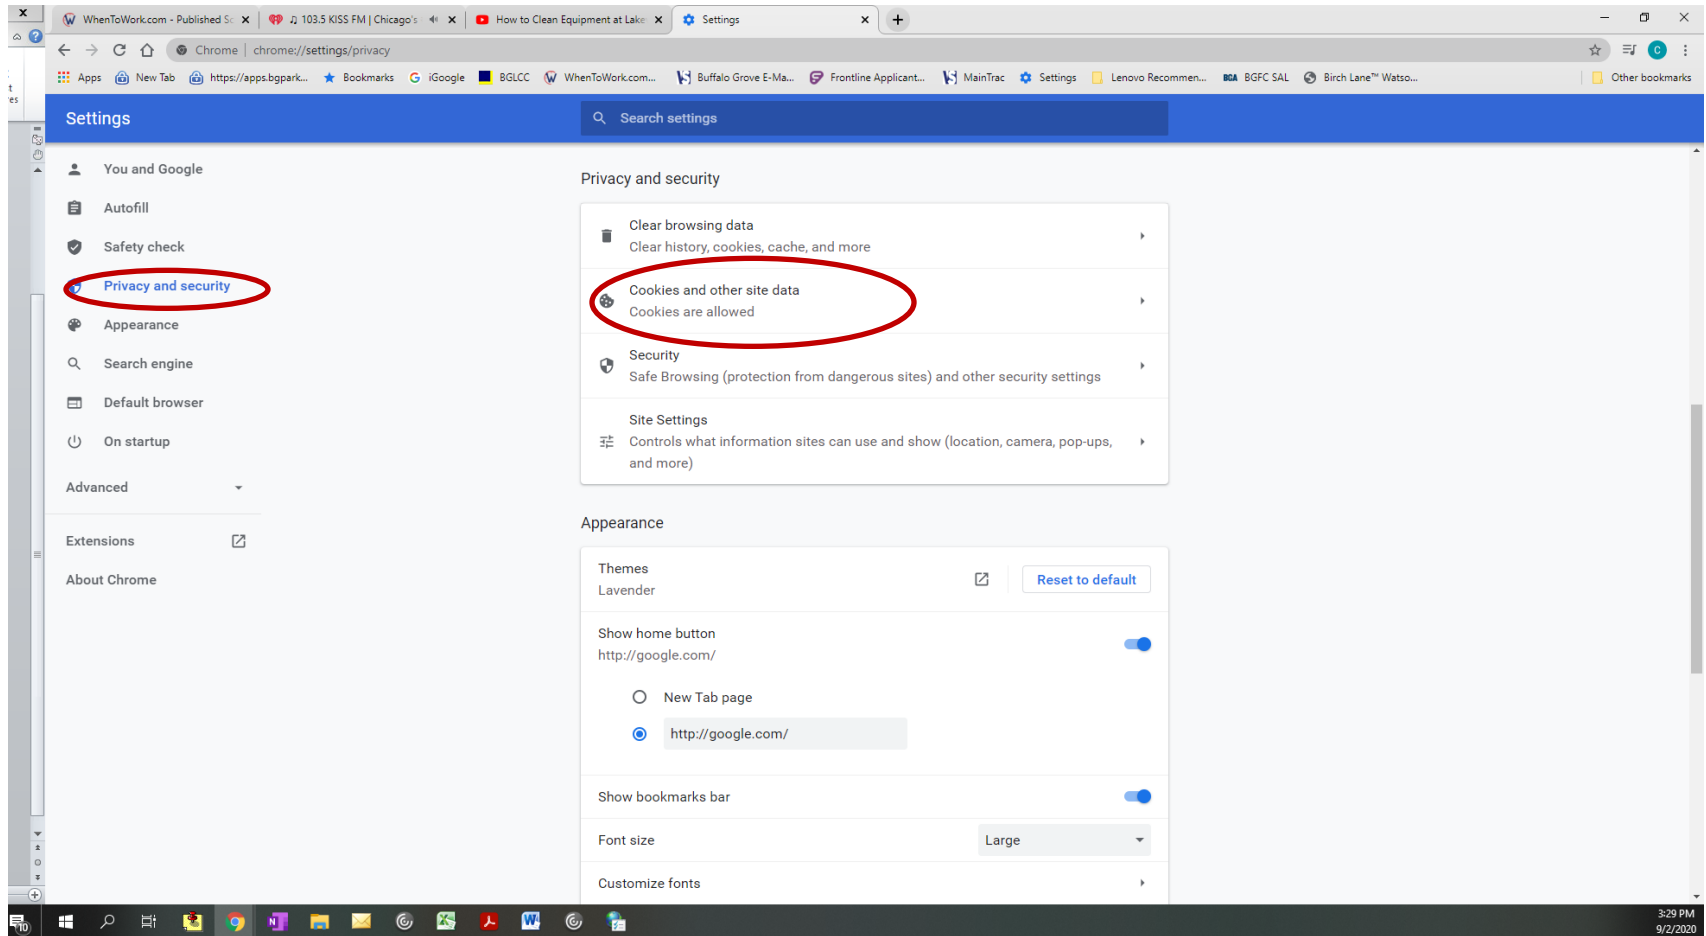 WhenToWork.com - Published Sc
103.5 KISS FM | Chicago's
How to Clean Equipment at Lake
Settings
Chrome | chrome://settings/privacy
C
Apps
New Tab
https://apps.bgpark...
Bookmarks
iGoogle
BGLCC
WhenToWork.com...
Buffalo Grove E-Ma...
Frontline Applicant...
MainTrac
Settings
Lenovo Recommen...
BGA BGFC SAL
Birch Lane™ Watso...
Other bookmarks
Settings
Search settings
You and Google
Autofill
Safety check
Privacy and security
Appearance
Search engine
Default browser
On startup
Advanced
Extensions
About Chrome
Privacy and security
Clear browsing data
Clear history, cookies, cache, and more
Cookies and other site data
Cookies are allowed
Security
Safe Browsing (protection from dangerous sites) and other security settings
Site Settings
Controls what information sites can use and show (location, camera, pop-ups,
and more)
Appearance
Themes
Lavender
Reset to default
Show home button
http://google.com/
New Tab page
http://google.com/
Show bookmarks bar
Font size
Large
Customize fonts
10
3:29 PM
9/2/2020